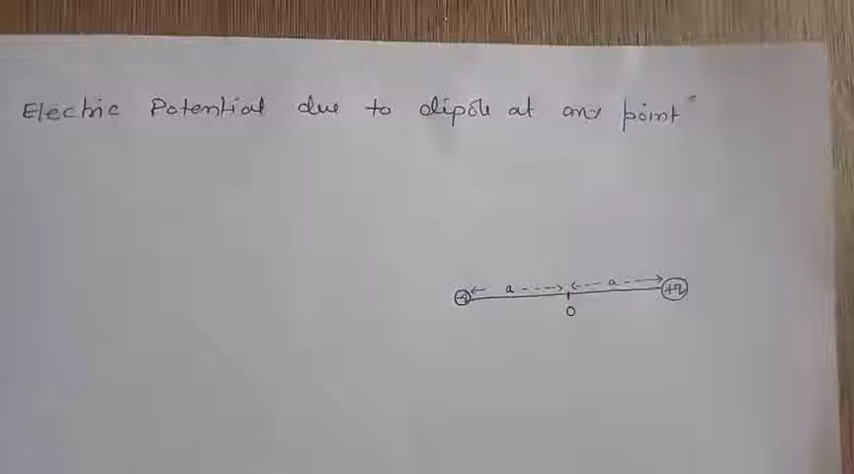 Electric Potential due to dipole at any point
-q a a +q
O